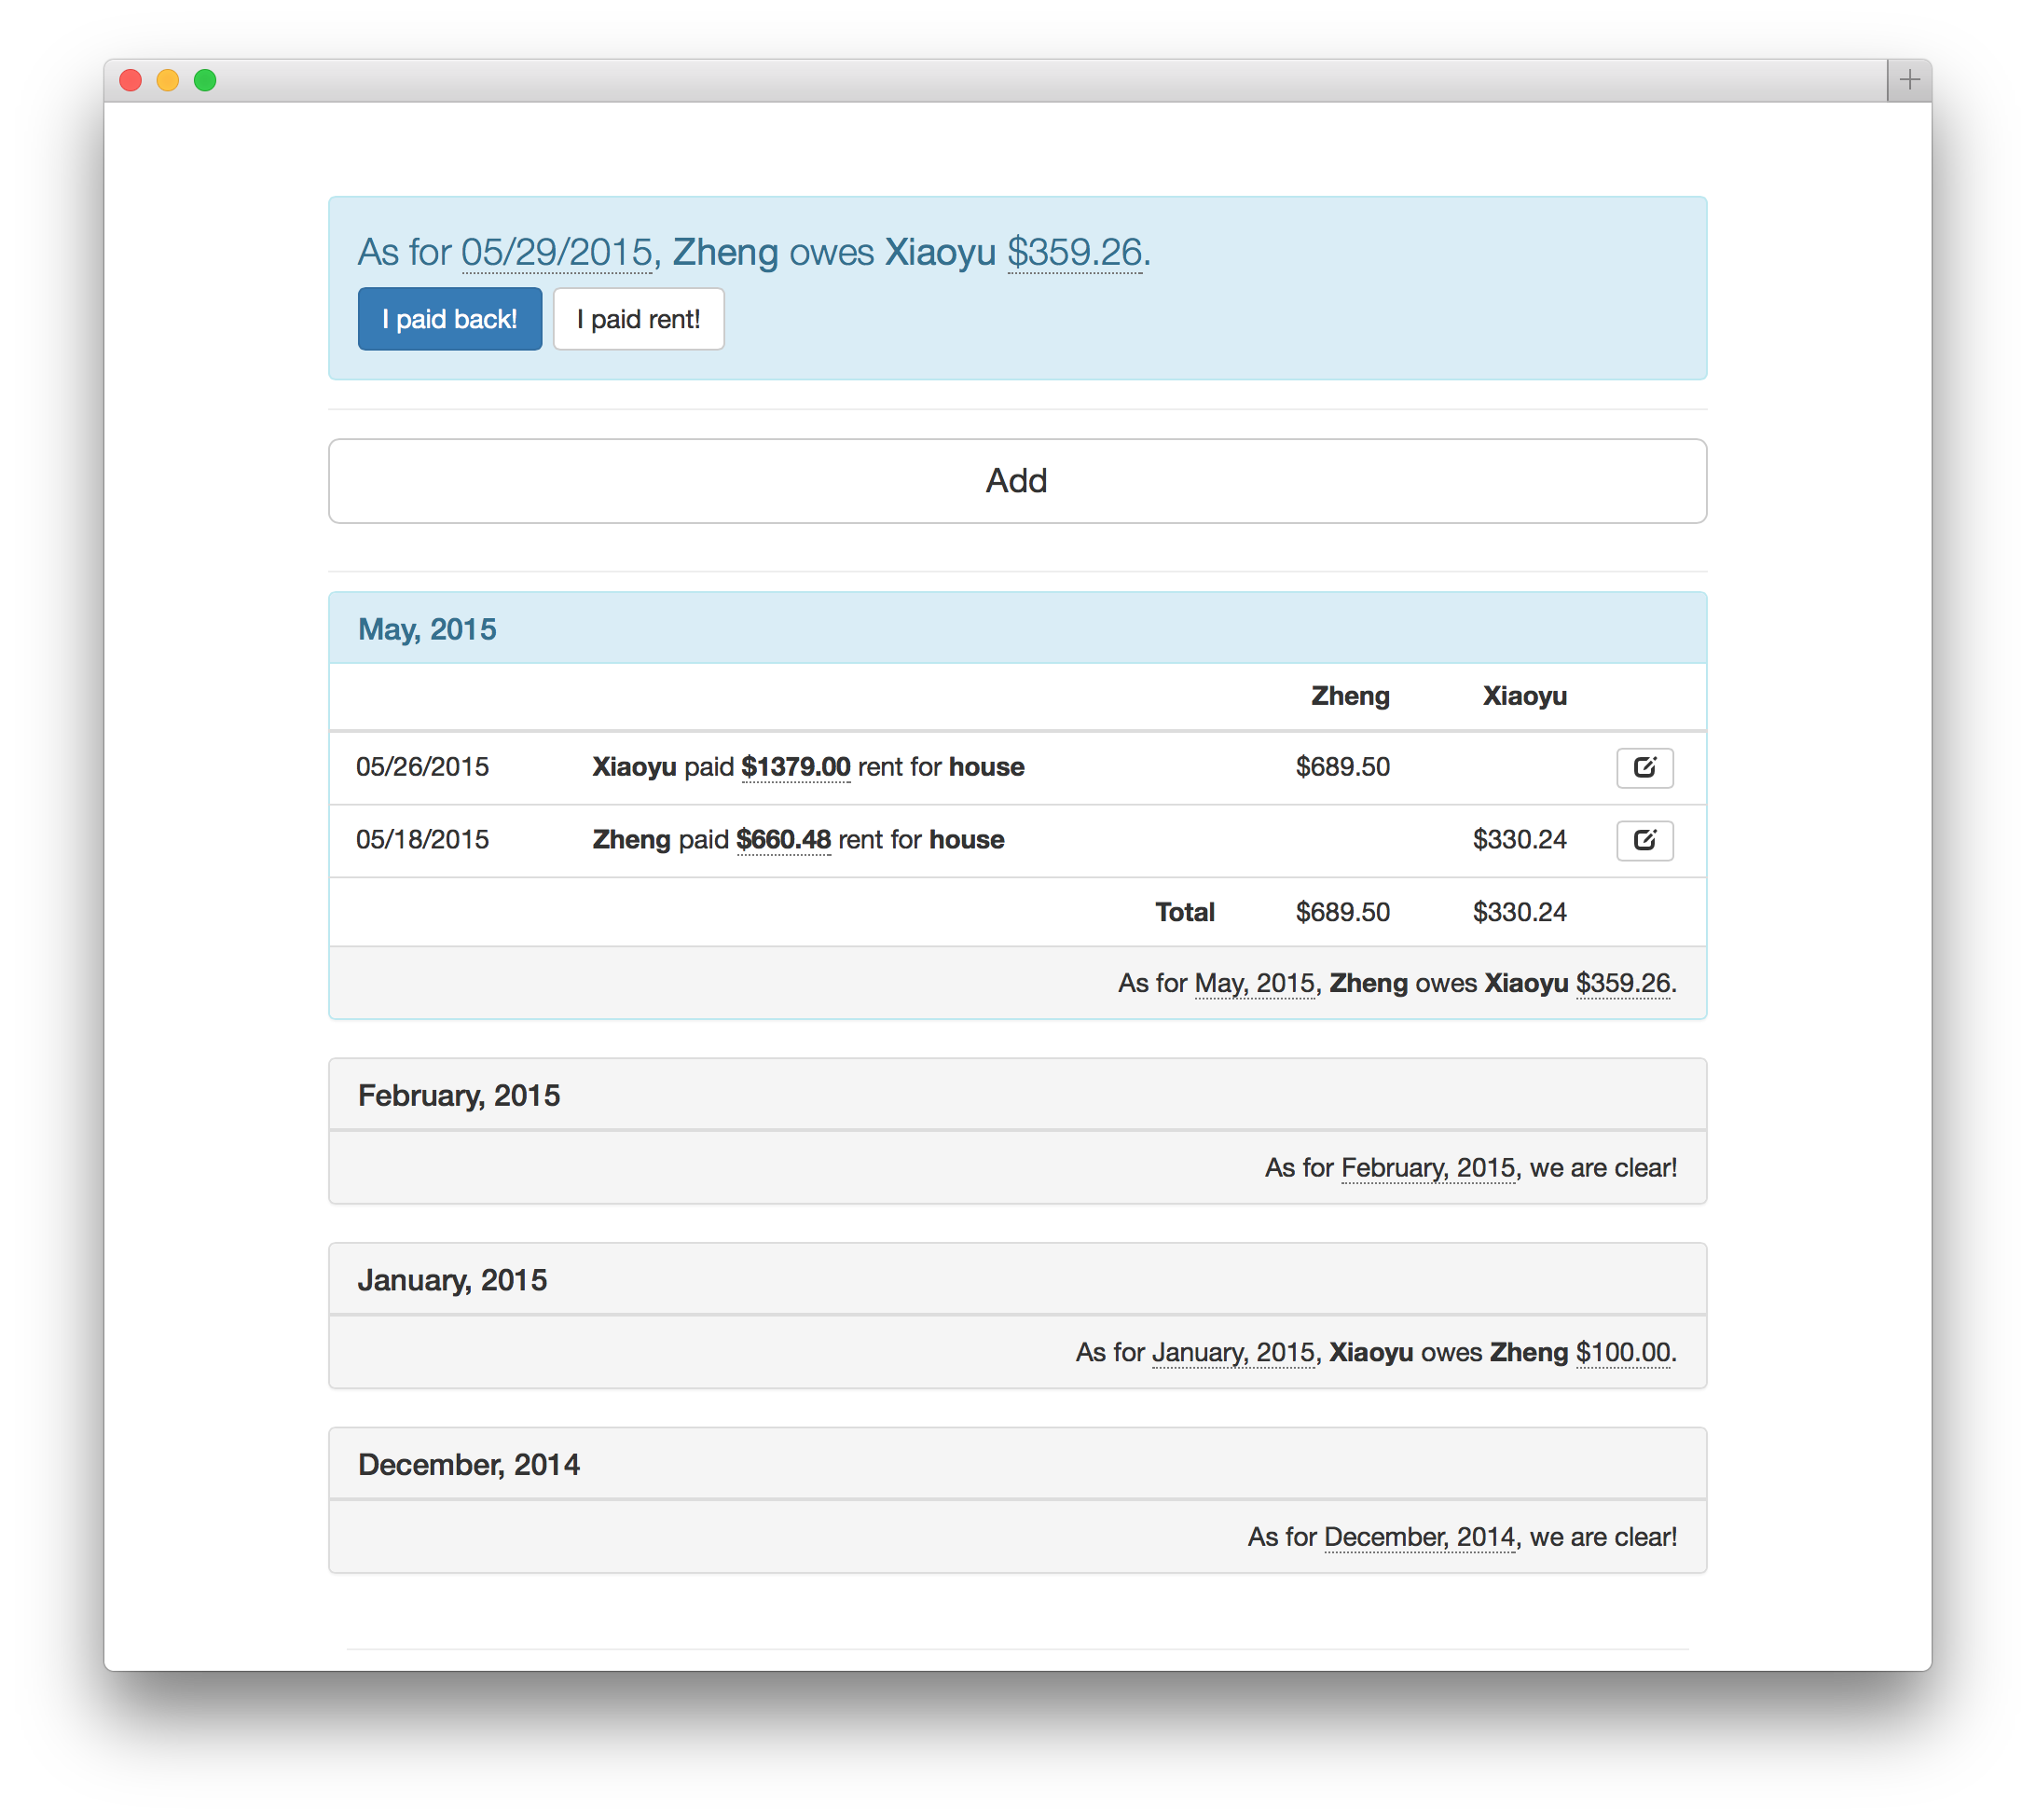 As for 05/29/2015, Zheng owes Xiaoyu $359.26.
I paid back! I paid rent!
Add
May, 2015
Zheng Xiaoyu
05/26/2015 Xiaoyu paid $1379.00 rent for house $689.50
05/18/2015 Zheng paid $660.48 rent for house $330.24
Total $689.50 $330.24
As for May, 2015, Zheng owes Xiaoyu $359.26.
February, 2015
As for February, 2015, we are clear!
January, 2015
As for January, 2015, Xiaoyu owes Zheng $100.00.
December, 2014
As for December, 2014, we are clear!